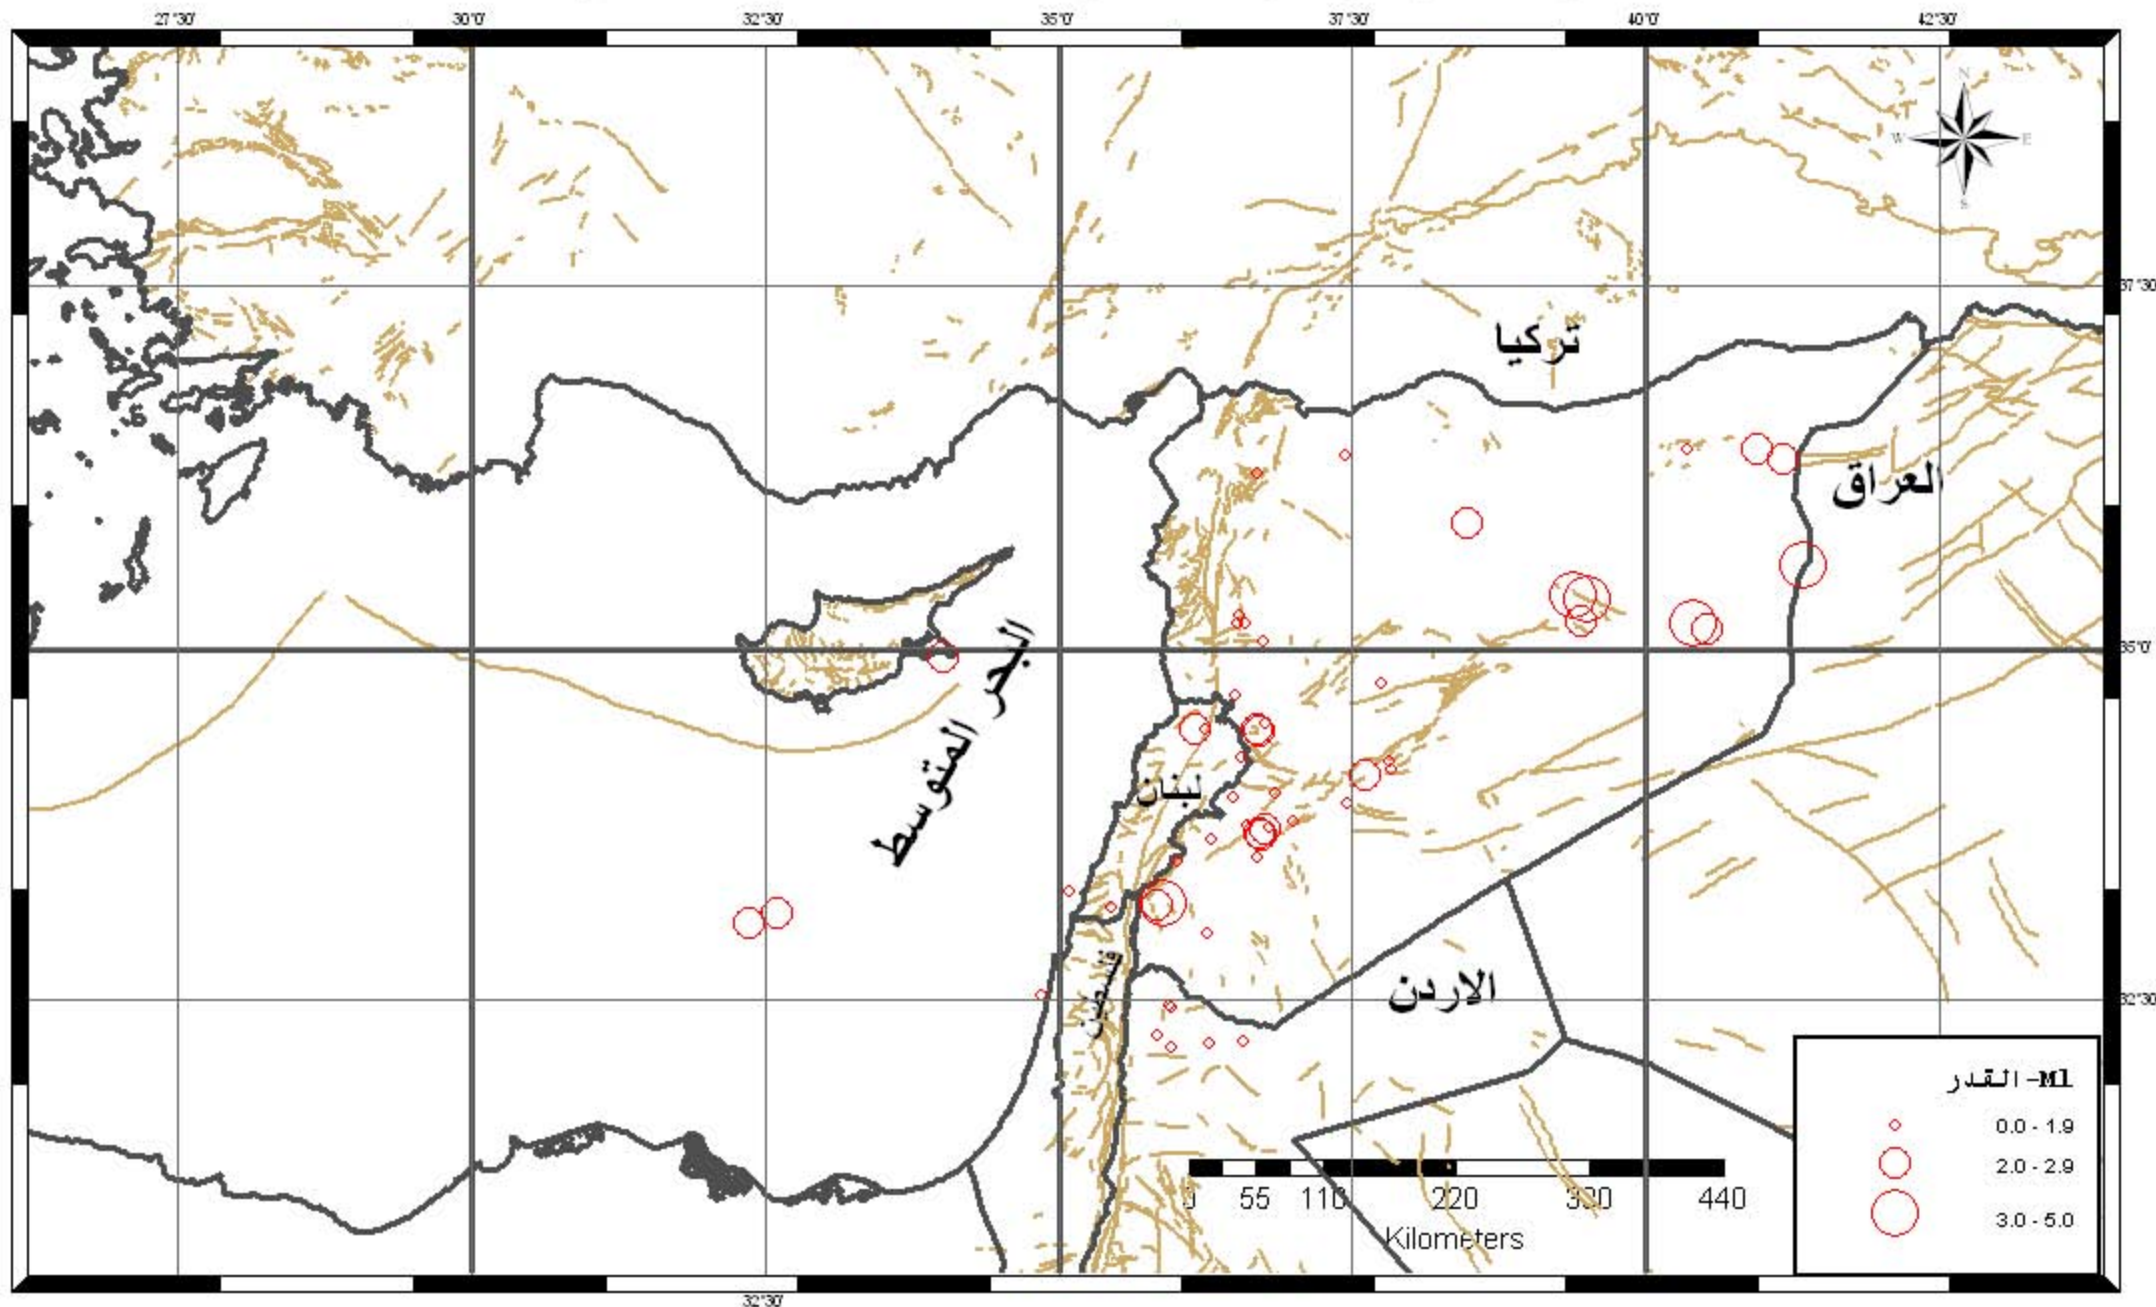 27°30' 30°0' 32°30' 35°0' 37°30' 40°0' 42°30'
N
W E
S
37°30'
تركيا
العراق
35°0'
البحر المتوسط
لبنان
فلسطين
الاردن
32°30'
القدر-Ml
0.0 - 1.9
2.0 - 2.9
3.0 - 5.0
0 55 110 220 330 440
Kilometers
32°30'